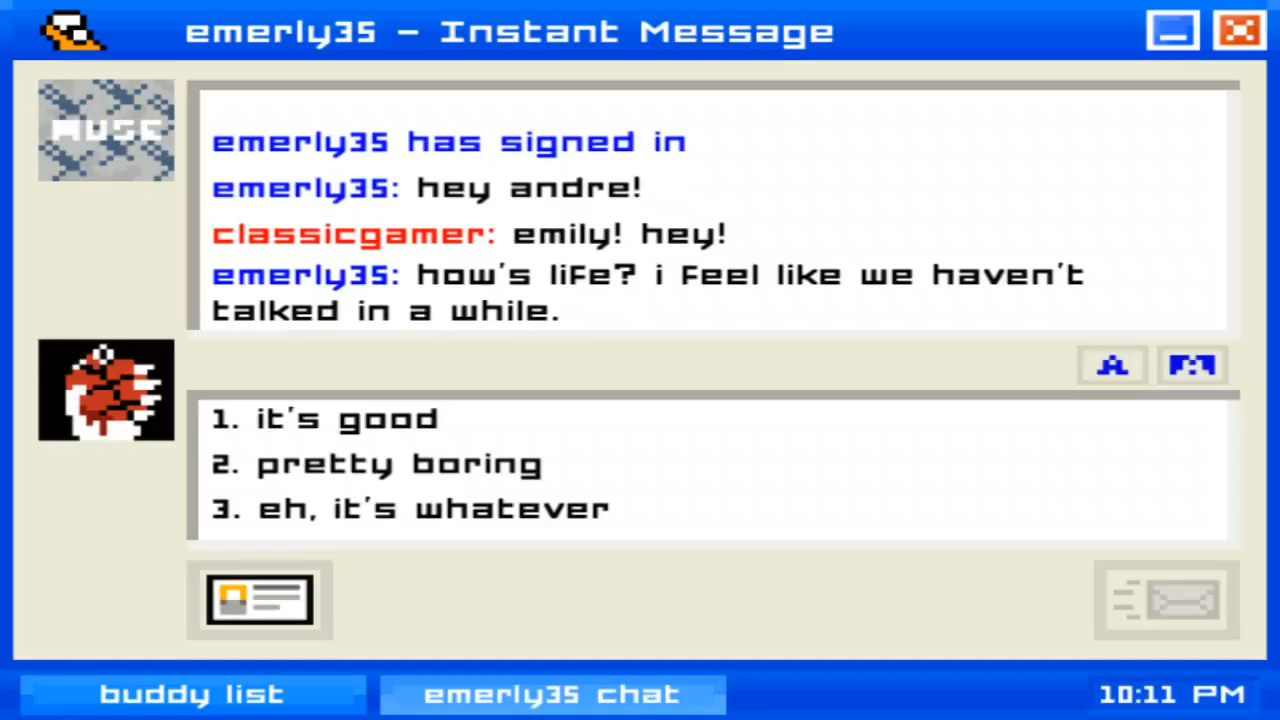 emerly35 - Instant Message
MUSE
emerly35 has signed in
emerly35: hey andre!
classicgamer: emily! hey!
emerly35: how's life? i feel like we haven't
talked in a while.
A
1. it's good
2. pretty boring
3. eh, it's whatever
buddy list
emerly35 chat
10:11 PM